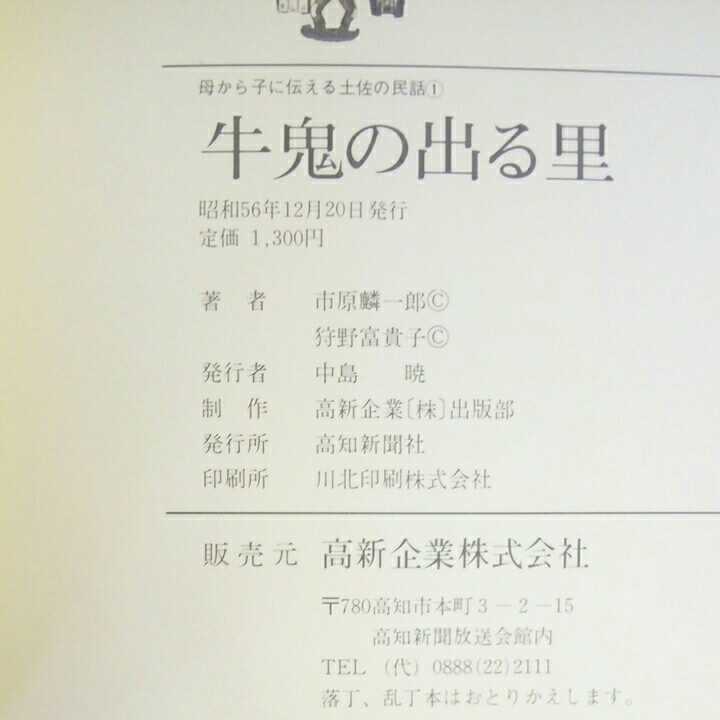 母から子に伝える土佐の民話①
牛鬼の出る里
昭和56年12月20日発行
定価 1,300円
著 者 市原麟一郎Ⓒ
狩野富貴子Ⓒ
発行者 中島 暁
制 作 高新企業〔株〕出版部
発行所 高知新聞社
印刷所 川北印刷株式会社
販売元 高新企業株式会社
〒780高知市本町3-2-15
高知新聞放送会館内
TEL (代) 0888(22)2111
落丁、乱丁本はおとりかえします。